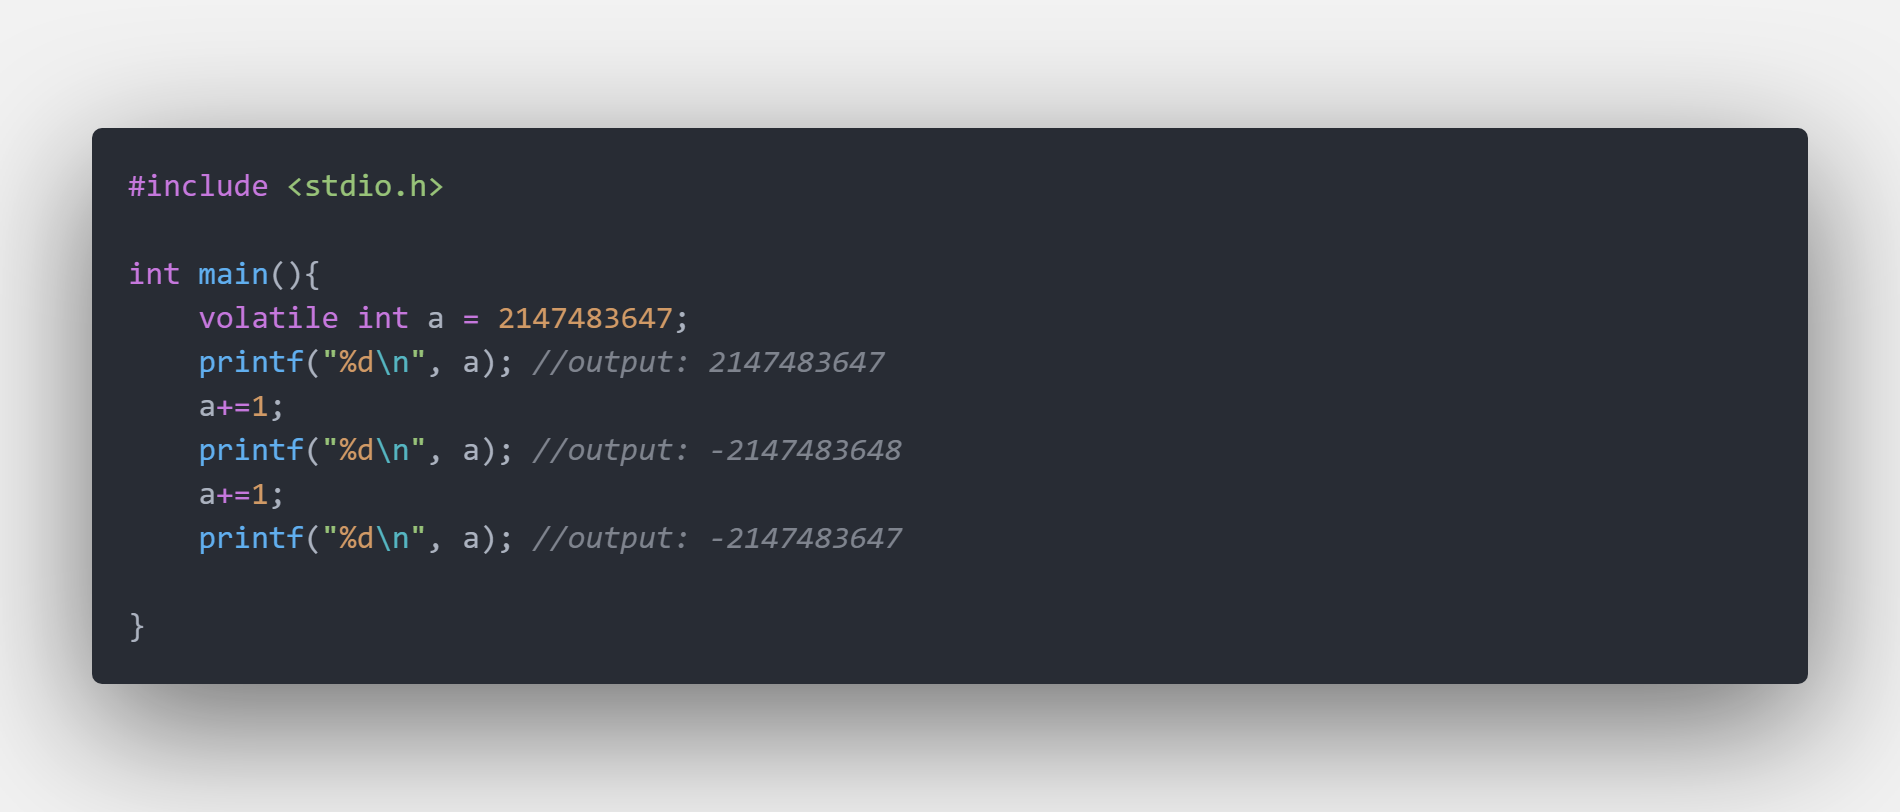 #include <stdio.h>
int main(){
volatile int a = 2147483647;
printf("%d\n", a); //output: 2147483647
a+=1;
printf("%d\n", a); //output: -2147483648
a+=1;
printf("%d\n", a); //output: -2147483647
}